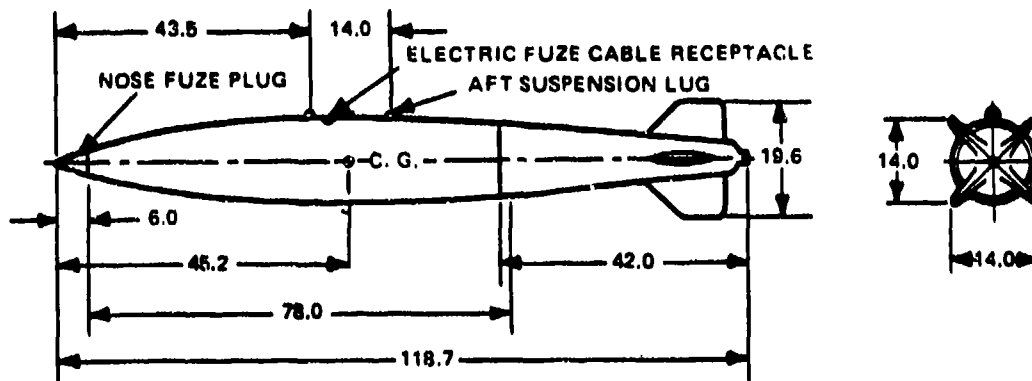 43.5
14.0
ELECTRIC FUZE CABLE RECEPTACLE
NOSE FUZE PLUG
AFT SUSPENSION LUG
C. G.
19.6
14.0
6.0
45.2
42.0
14.0
78.0
118.7